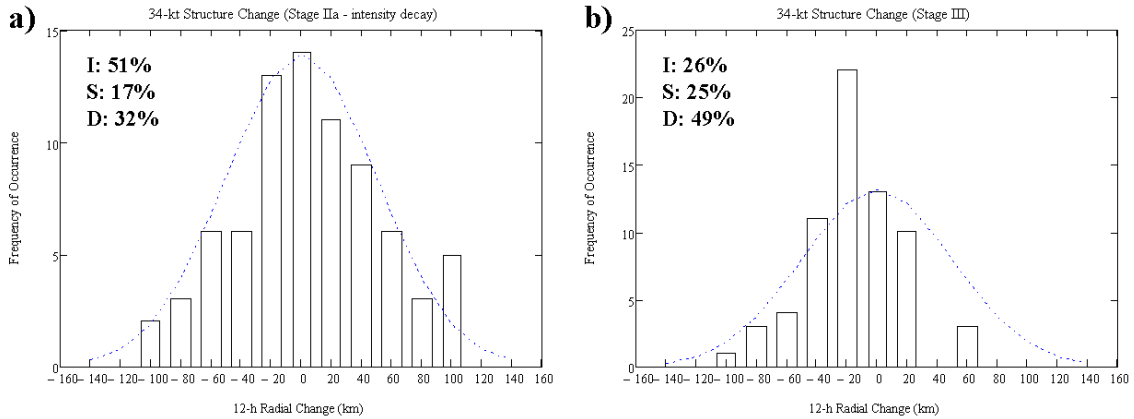 a)
34-kt Structure Change (Stage IIa - intensity decay)
I: 51%
S: 17%
D: 32%
Frequency of Occurrence
15
10
5
0
– 160 – 140 – 120 – 100 – 80 – 60 – 40 – 20 0 20 40 60 80 100 120 140 160
12-h Radial Change (km)
b)
34-kt Structure Change (Stage III)
I: 26%
S: 25%
D: 49%
Frequency of Occurrence
25
20
15
10
5
0
– 160 – 140 – 120 – 100 – 80 – 60 – 40 – 20 0 20 40 60 80 100 120 140 160
12-h Radial Change (km)